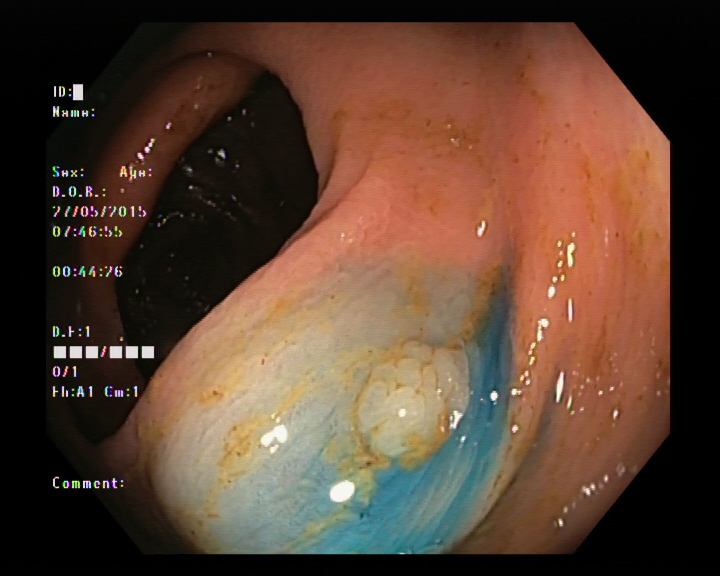 ID:
Name:
Sex: Age:
D.O.B.:
27/05/2015
07:46:55
00:44:26
D.F:1
■■■/■■■
0/1
Eh:A1 Cm:1
Comment: